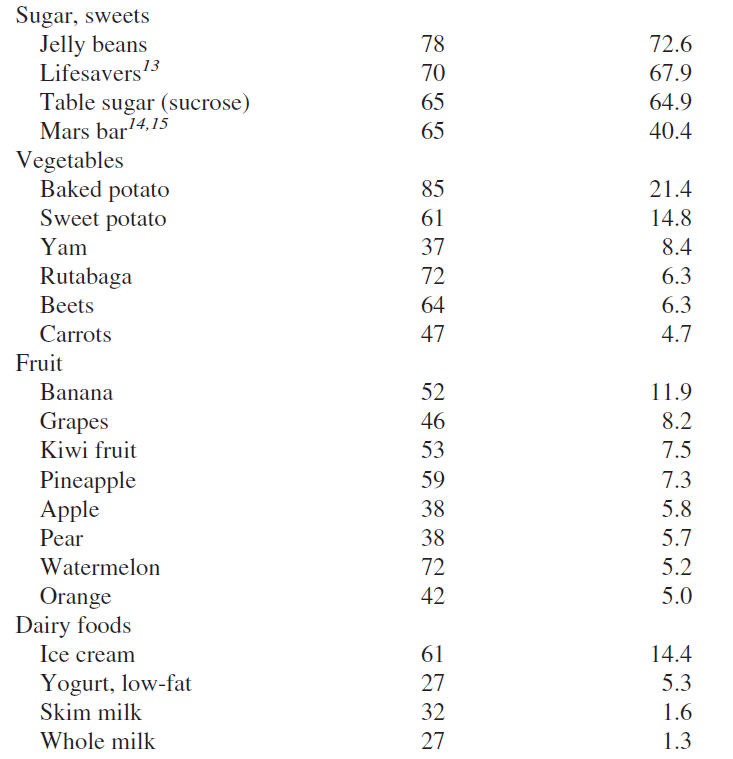 Sugar, sweets
Jelly beans 78 72.6
Lifesavers13 70 67.9
Table sugar (sucrose) 65 64.9
Mars bar14,15 65 40.4
Vegetables
Baked potato 85 21.4
Sweet potato 61 14.8
Yam 37 8.4
Rutabaga 72 6.3
Beets 64 6.3
Carrots 47 4.7
Fruit
Banana 52 11.9
Grapes 46 8.2
Kiwi fruit 53 7.5
Pineapple 59 7.3
Apple 38 5.8
Pear 38 5.7
Watermelon 72 5.2
Orange 42 5.0
Dairy foods
Ice cream 61 14.4
Yogurt, low-fat 27 5.3
Skim milk 32 1.6
Whole milk 27 1.3